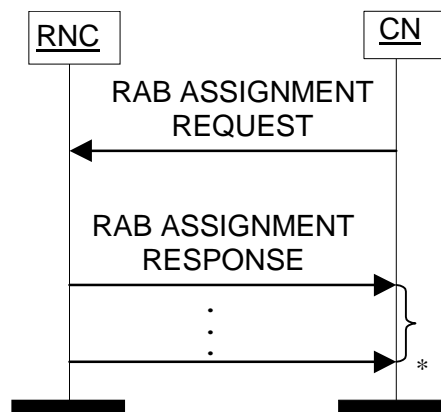 RNC
CN
RAB ASSIGNMENT
REQUEST
RAB ASSIGNMENT
RESPONSE
*